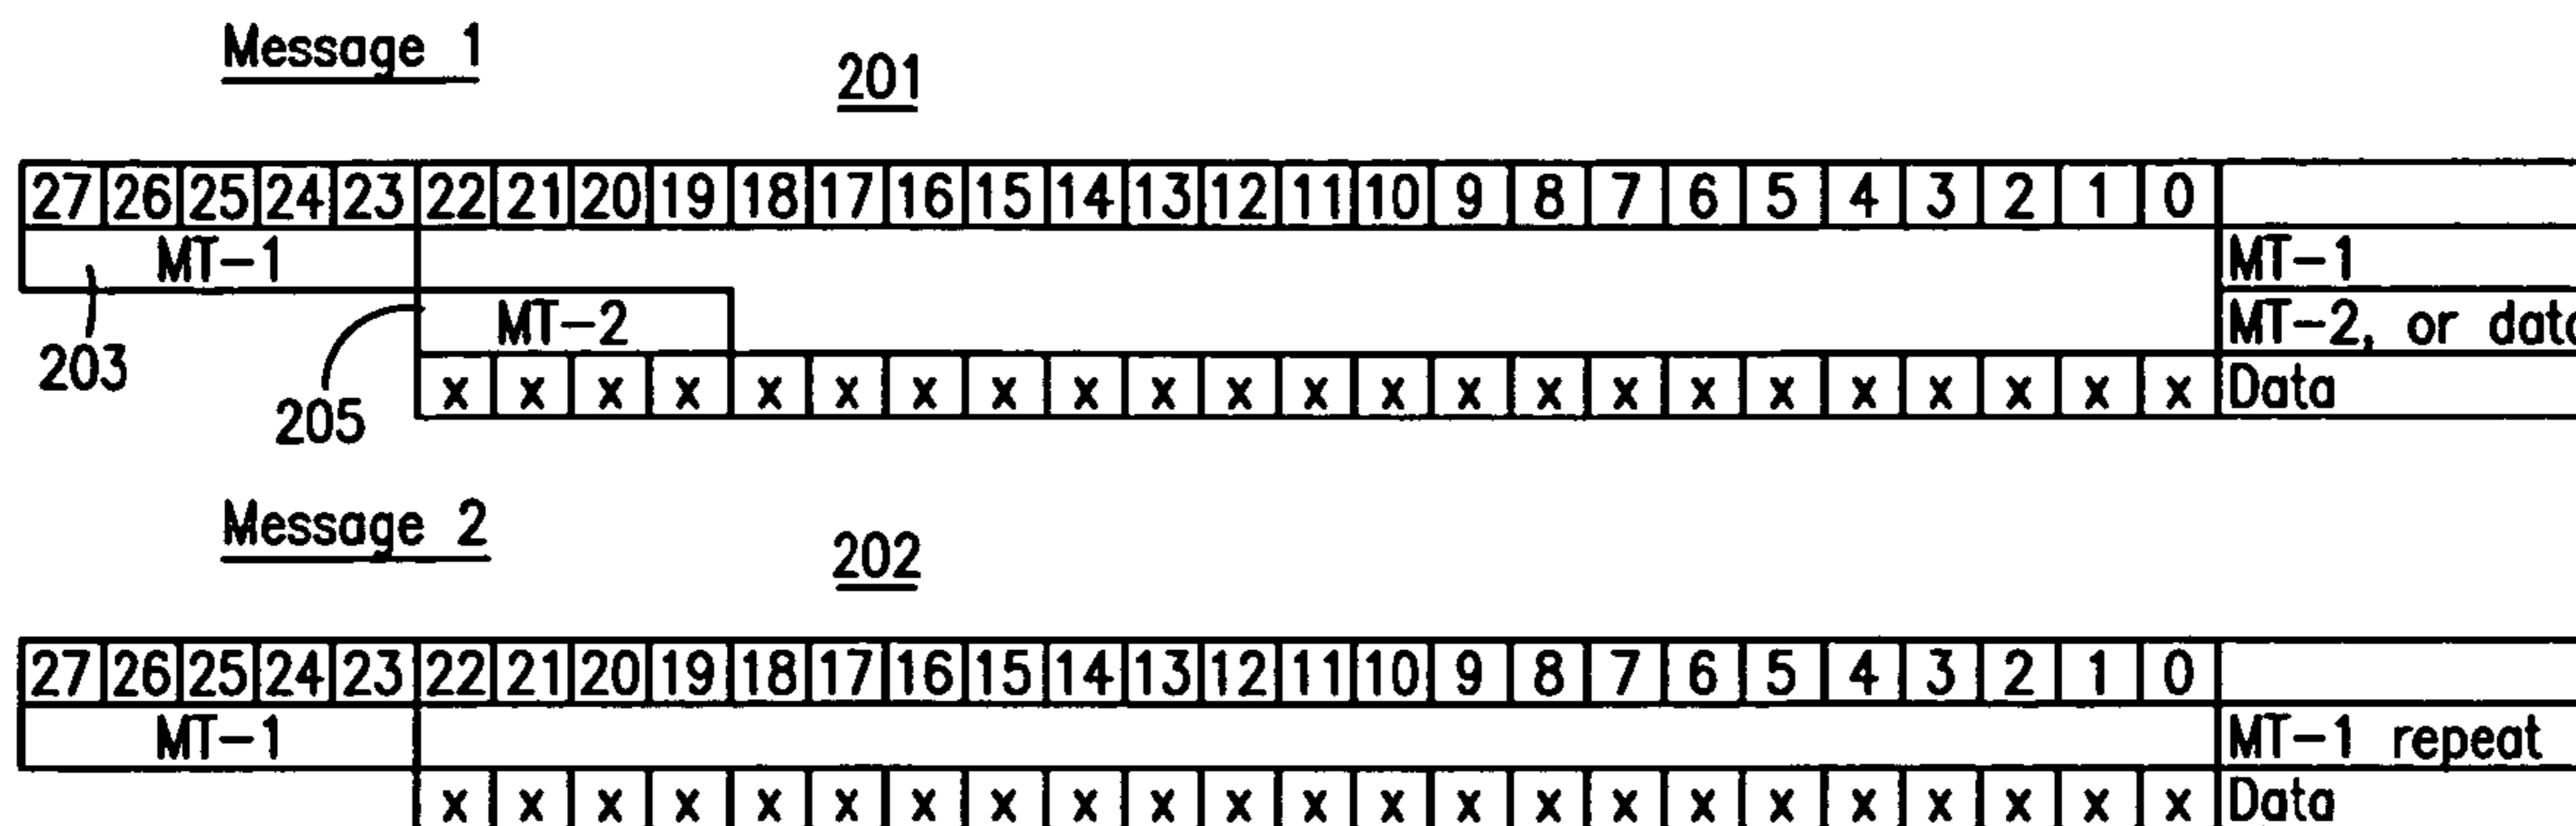 Message 1
201
27 26 25 24 23 22 21 20 19 18 17 16 15 14 13 12 11 10 9 8 7 6 5 4 3 2 1 0
MT-1 MT-1
MT-2 MT-2, or data
203 x x x x x x x x x x x x x x x x x x x x x x x Data
205
Message 2
202
27 26 25 24 23 22 21 20 19 18 17 16 15 14 13 12 11 10 9 8 7 6 5 4 3 2 1 0
MT-1 MT-1 repeat
x x x x x x x x x x x x x x x x x x x x x x x Data